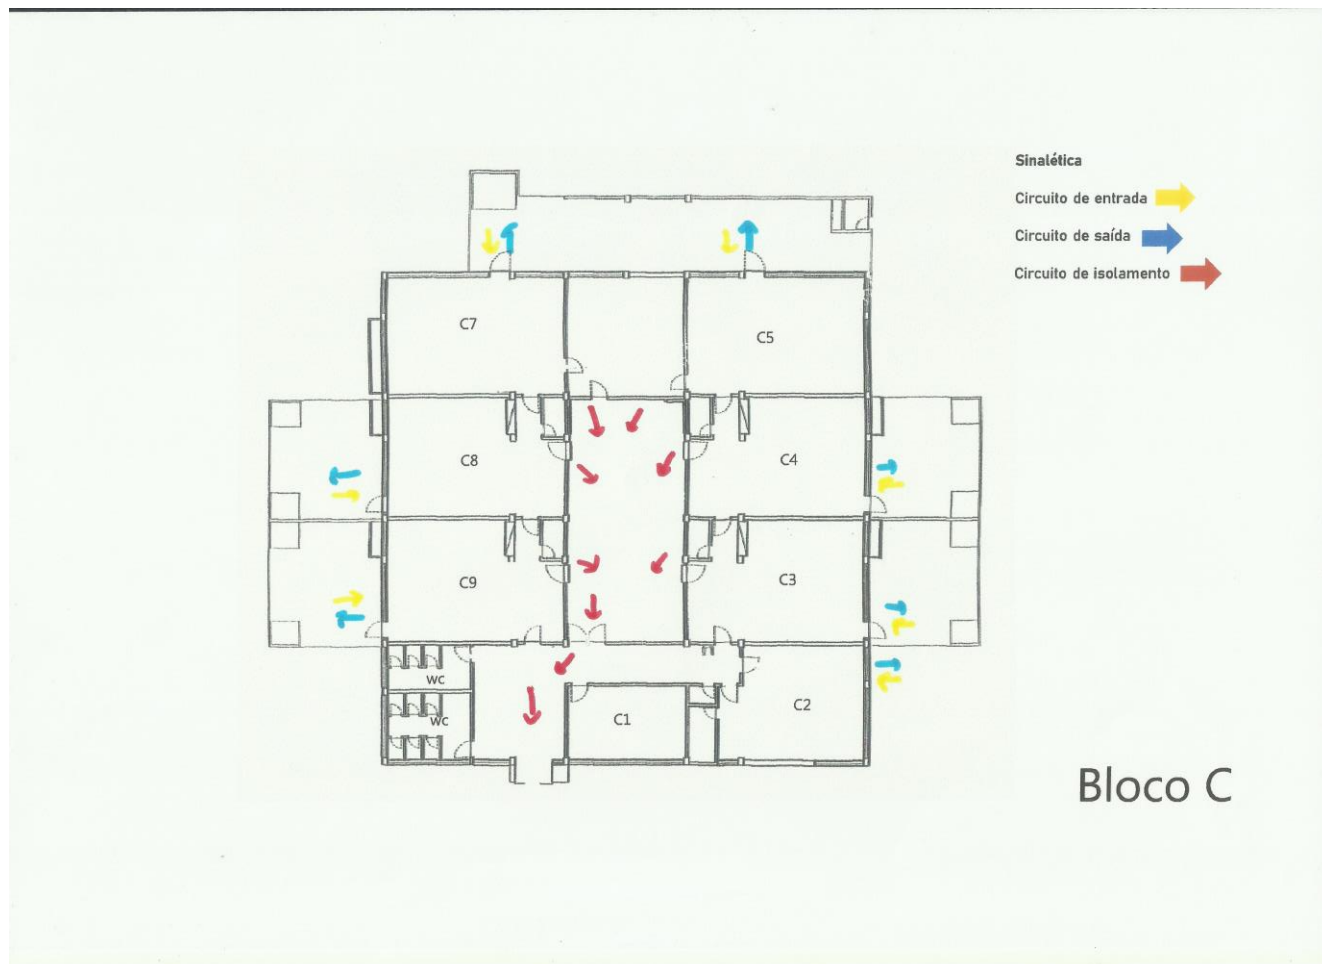 Sinalética
Circuito de entrada
Circuito de saída
Circuito de isolamento
C7
C5
C8
C4
C9
C3
wc
wc
C1
C2
Bloco C